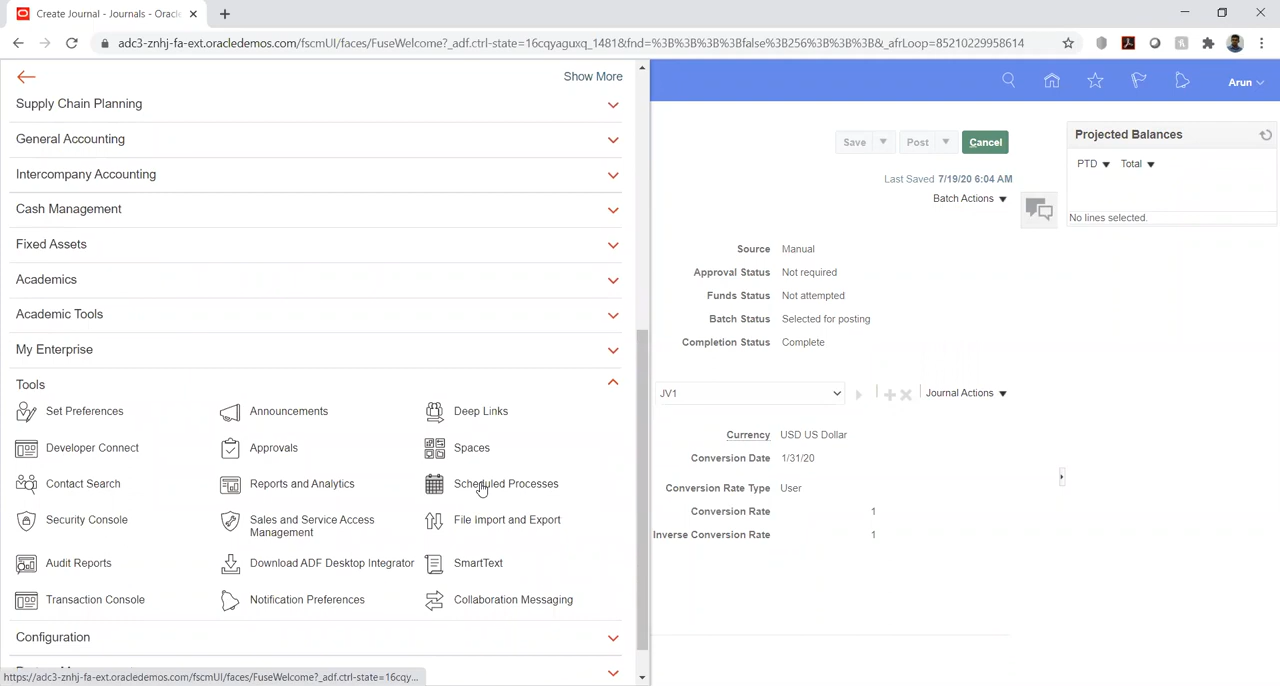 Create Journal - Journals - Oracle
adc3-znhj-fa-ext.oracledemos.com/fscmUI/faces/FuseWelcome?_adf.ctrl-state=16cqyaguxq_1481&fnd=%3B%3B%3B%3Bfalse%3B256%3B%3B%3B&_afrLoop=85210229958614
Show More
Supply Chain Planning
General Accounting
Intercompany Accounting
Cash Management
Fixed Assets
Academics
Academic Tools
My Enterprise
Tools
Set Preferences
Announcements
Deep Links
Developer Connect
Approvals
Spaces
Contact Search
Reports and Analytics
Scheduled Processes
Security Console
Sales and Service Access
Management
File Import and Export
Audit Reports
Download ADF Desktop Integrator
SmartText
Transaction Console
Notification Preferences
Collaboration Messaging
Configuration
https://adc3-znhj-fa-ext.oracledemos.com/fscmUI/faces/FuseWelcome?_adf.ctrl-state=16cqy...
Arun
Save
Post
Cancel
Last Saved 7/19/20 6:04 AM
Batch Actions
Source Manual
Approval Status Not required
Funds Status Not attempted
Batch Status Selected for posting
Completion Status Complete
JV1
Journal Actions
Currency USD US Dollar
Conversion Date 1/31/20
Conversion Rate Type User
Conversion Rate 1
Inverse Conversion Rate 1
Projected Balances
PTD Total
No lines selected.